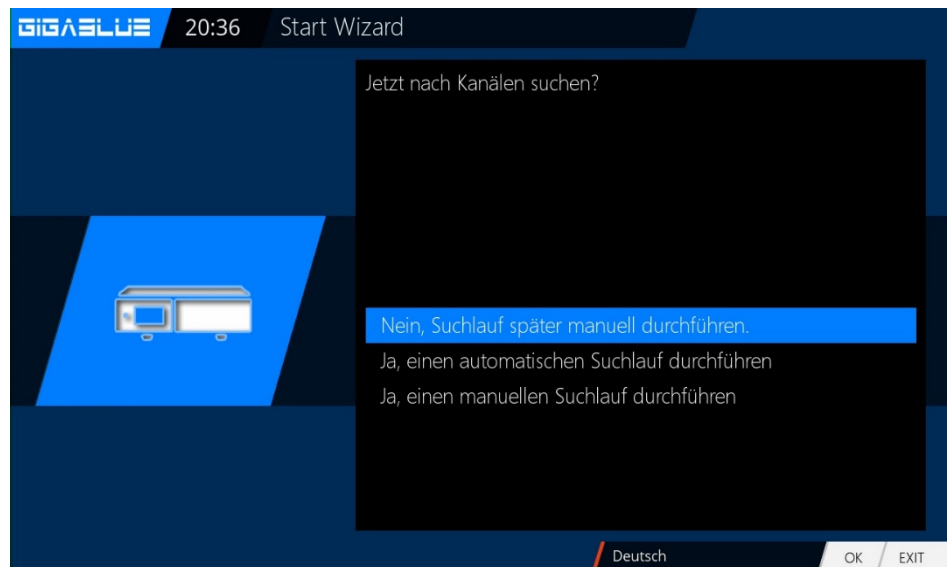 GIGABLUE 20:36 Start Wizard
Jetzt nach Kanälen suchen?
Nein, Suchlauf später manuell durchführen.
Ja, einen automatischen Suchlauf durchführen
Ja, einen manuellen Suchlauf durchführen
Deutsch OK EXIT